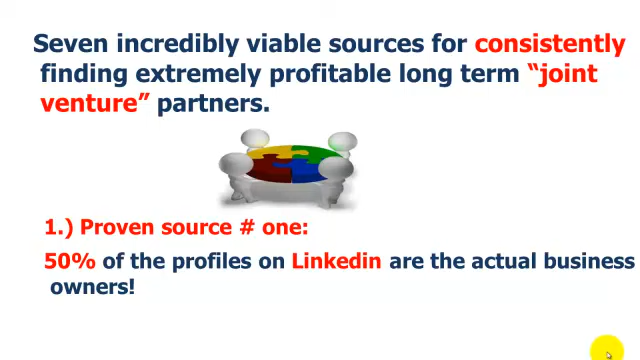 Seven incredibly viable sources for consistently
finding extremely profitable long term “joint
venture” partners.
1.) Proven source # one:
50% of the profiles on Linkedin are the actual business
owners!